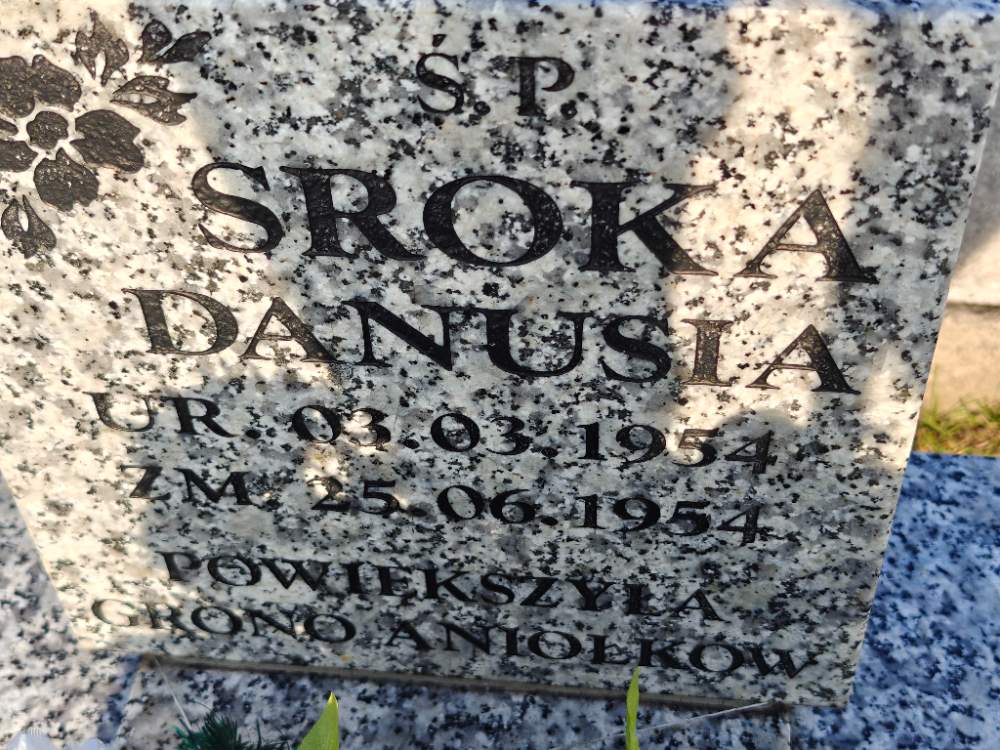 Ś.P.
SROKA
DANUSIA
UR. 03.03.1954
ZM. 25.06.1954
POWIĘKSZYŁA
GRONO ANIOŁKÓW